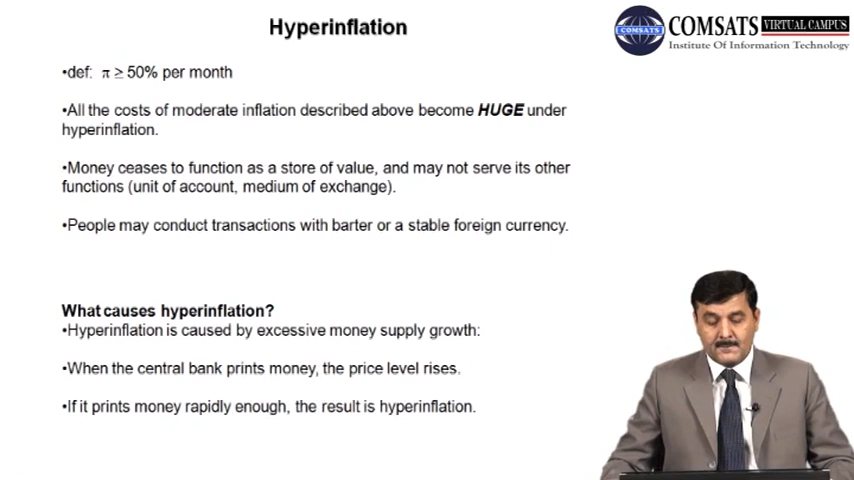 Hyperinflation
COMSATS
COMSATS VIRTUAL CAMPUS
Institute Of Information Technology
•def: π ≥ 50% per month
•All the costs of moderate inflation described above become HUGE under
hyperinflation.
•Money ceases to function as a store of value, and may not serve its other
functions (unit of account, medium of exchange).
•People may conduct transactions with barter or a stable foreign currency.
What causes hyperinflation?
•Hyperinflation is caused by excessive money supply growth:
•When the central bank prints money, the price level rises.
•If it prints money rapidly enough, the result is hyperinflation.